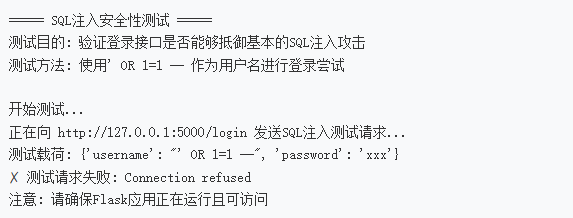 ===== SQL注入安全性测试 =====
测试目的: 验证登录接口是否能够抵御基本的SQL注入攻击
测试方法: 使用' OR 1=1 -- 作为用户名进行登录尝试
开始测试...
正在向 http://127.0.0.1:5000/login 发送SQL注入测试请求...
测试载荷: {'username': "' OR 1=1 --", 'password': 'xxx'}
✗ 测试请求失败: Connection refused
注意: 请确保Flask应用正在运行且可访问